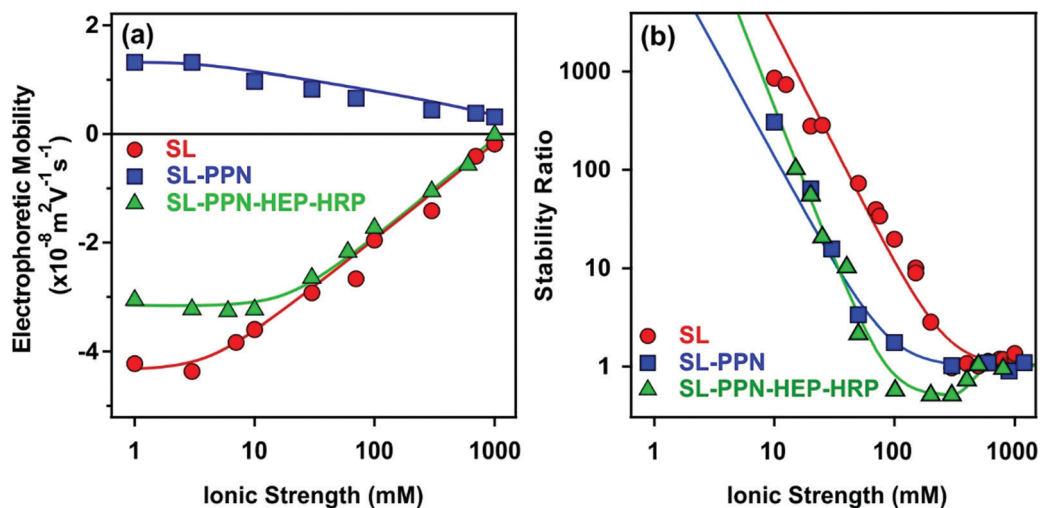 (a)
2
0
-2
-4
Electrophoretic Mobility
(x10⁻⁸m²V⁻¹s⁻¹)
SL
SL-PPN
SL-PPN-HEP-HRP
1
10
100
1000
Ionic Strength (mM)
(b)
1000
100
10
1
Stability Ratio
SL
SL-PPN
SL-PPN-HEP-HRP
1
10
100
1000
Ionic Strength (mM)